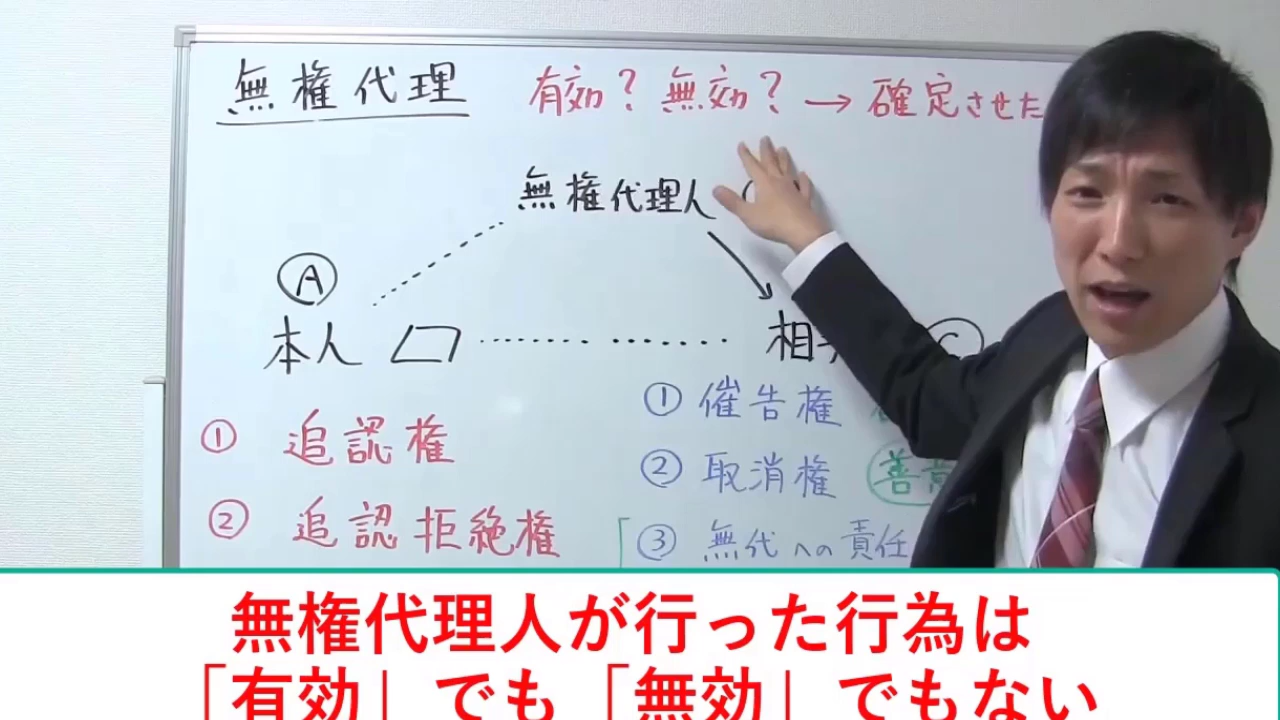 無権代理 有効？無効？→確定させた
無権代理人
A
本人 相
C
① 追認権
② 追認拒絶権
① 催告権
② 取消権 善意
③ 無代への責任
無権代理人が行った行為は
「有効」でも「無効」でもない